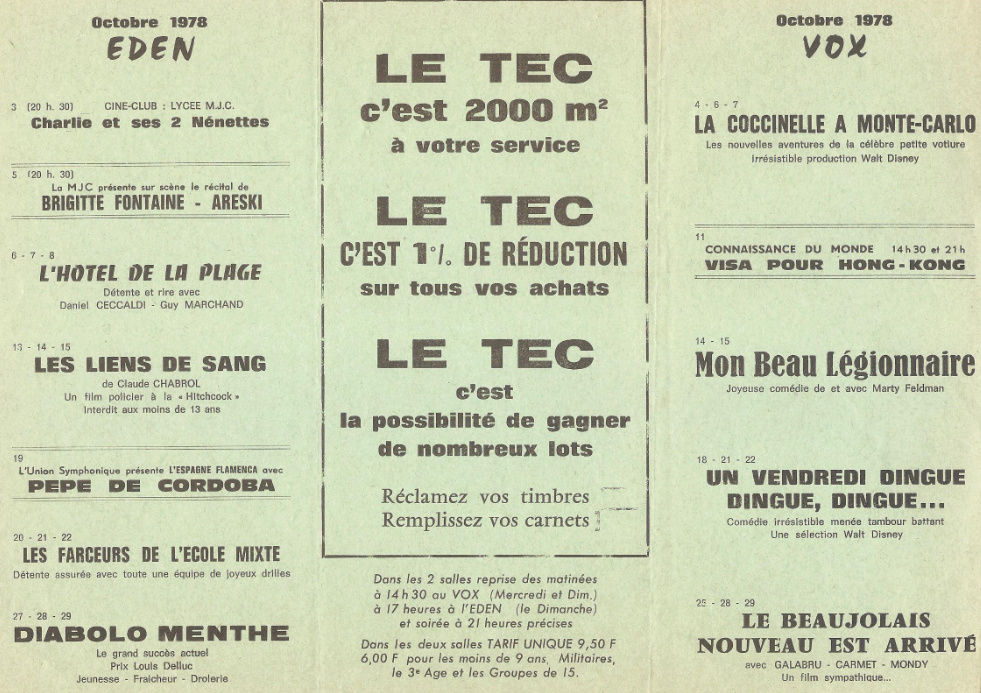 Octobre 1978
EDEN
3 (20 h. 30) CINE-CLUB : LYCEE M.J.C.
Charlie et ses 2 Nénettes
5 (20 h. 30)
La MJC présente sur scène le récital de
BRIGITTE FONTAINE - ARESKI
6 - 7 - 8
L'HOTEL DE LA PLAGE
Détente et rire avec
Daniel CECCALDI - Guy MARCHAND
13 - 14 - 15
LES LIENS DE SANG
de Claude CHABROL
Un film policier à la « Hitchcock »
Interdit aux moins de 13 ans
19
L'Union Symphonique présente L'ESPAGNE FLAMENCA avec
PEPE DE CORDOBA
20 - 21 - 22
LES FARCEURS DE L'ECOLE MIXTE
Détente assurée avec toute une équipe de joyeux drilles
27 - 28 - 29
DIABOLO MENTHE
Le grand succès actuel
Prix Louis Delluc
Jeunesse - Fraicheur - Drolerie
LE TEC
c'est 2000 m²
à votre service
LE TEC
C'EST 1% DE RÉDUCTION
sur tous vos achats
LE TEC
c'est
la possibilité de gagner
de nombreux lots
Réclamez vos timbres
Remplissez vos carnets
Dans les 2 salles reprise des matinées
à 14 h 30 au VOX (Mercredi et Dim.)
à 17 heures à l'EDEN (le Dimanche)
et soirée à 21 heures précises
Dans les deux salles TARIF UNIQUE 9,50 F
6,00 F pour les moins de 9 ans, Militaires,
le 3e Age et les Groupes de 15.
Octobre 1978
VOX
4 - 6 - 7
LA COCCINELLE A MONTE-CARLO
Les nouvelles aventures de la célèbre petite voiture
Irrésistible production Walt Disney
11
CONNAISSANCE DU MONDE 14 h 30 et 21 h
VISA POUR HONG-KONG
14 - 15
Mon Beau Légionnaire
Joyeuse comédie de et avec Marty Feldman
18 - 21 - 22
UN VENDREDI DINGUE
DINGUE, DINGUE...
Comédie irrésistible menée tambour battant
Une sélection Walt Disney
25 - 28 - 29
LE BEAUJOLAIS
NOUVEAU EST ARRIVÉ
avec GALABRU - CARMET - MONDY
Un film sympathique...